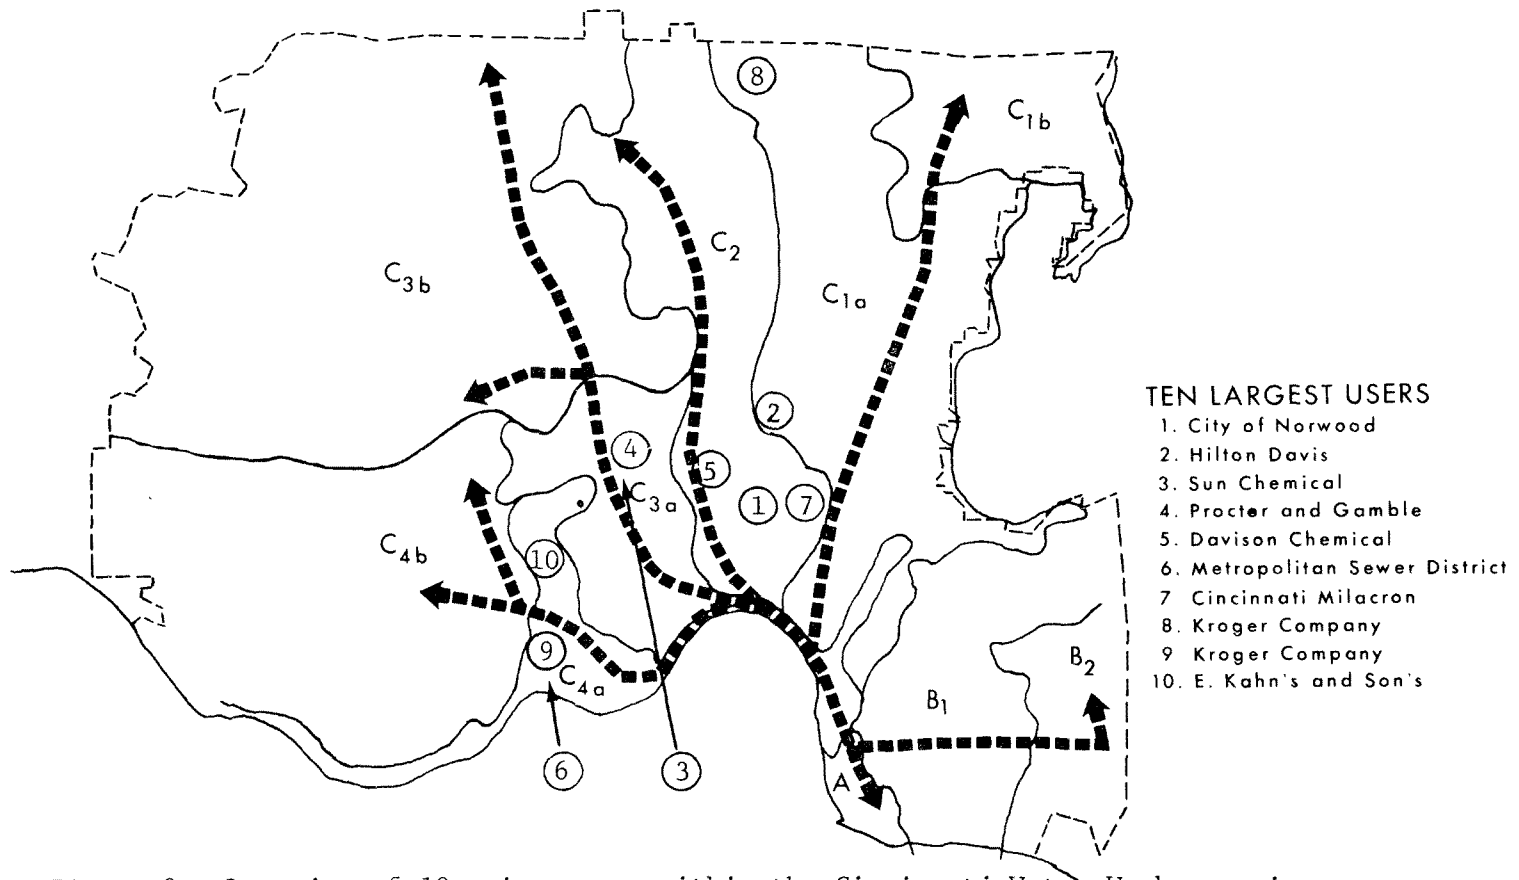 8
C1b
C2
C3b
C1a
2
4
5
C3a
1
7
C4b
10
9
C4a
B2
B1
6
3
A
TEN LARGEST USERS
1. City of Norwood
2. Hilton Davis
3. Sun Chemical
4. Procter and Gamble
5. Davison Chemical
6. Metropolitan Sewer District
7 Cincinnati Milacron
8. Kroger Company
9. Kroger Company
10. E. Kahn's and Son's